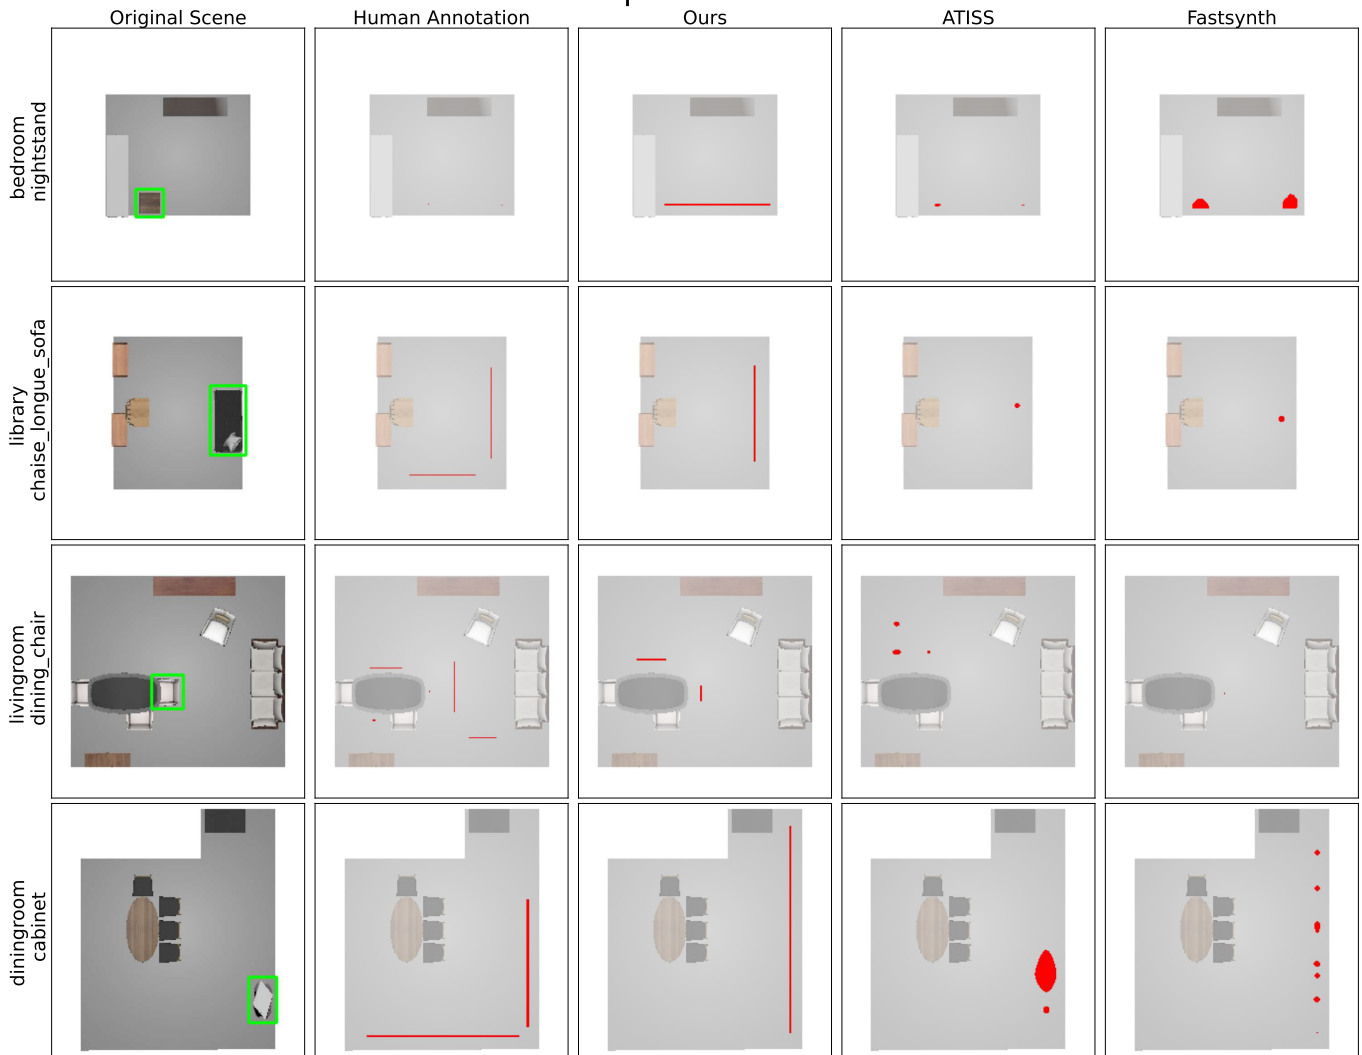 Original Scene Human Annotation Ours ATISS Fastsynth
bedroom
nightstand
library
chaise_longue_sofa
livingroom
dining_chair
diningroom
cabinet